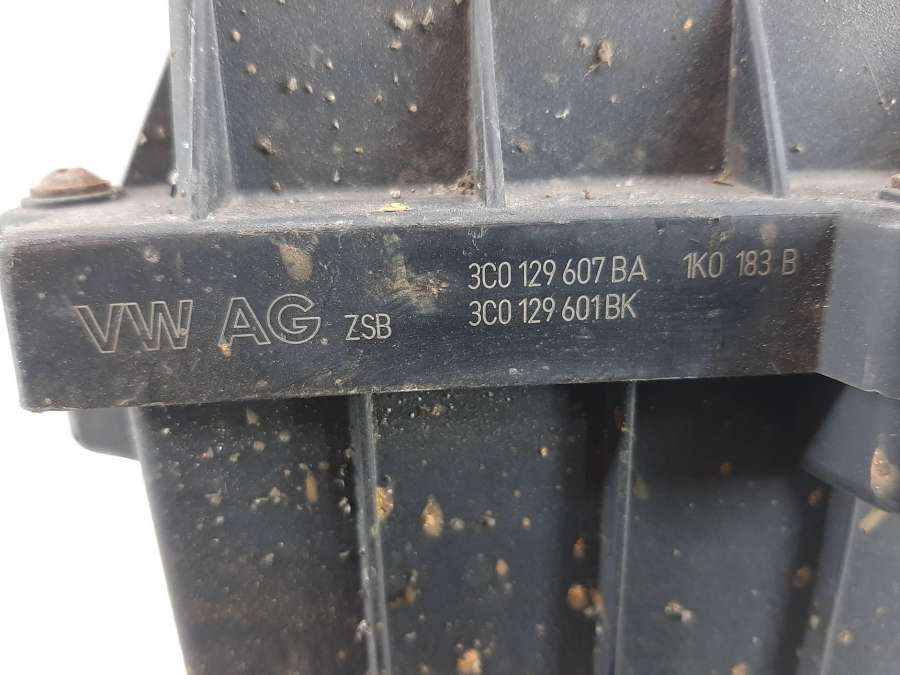 3C0 129 607 BA 1K0 183 B
VW AG ZSB 3C0 129 601 BK